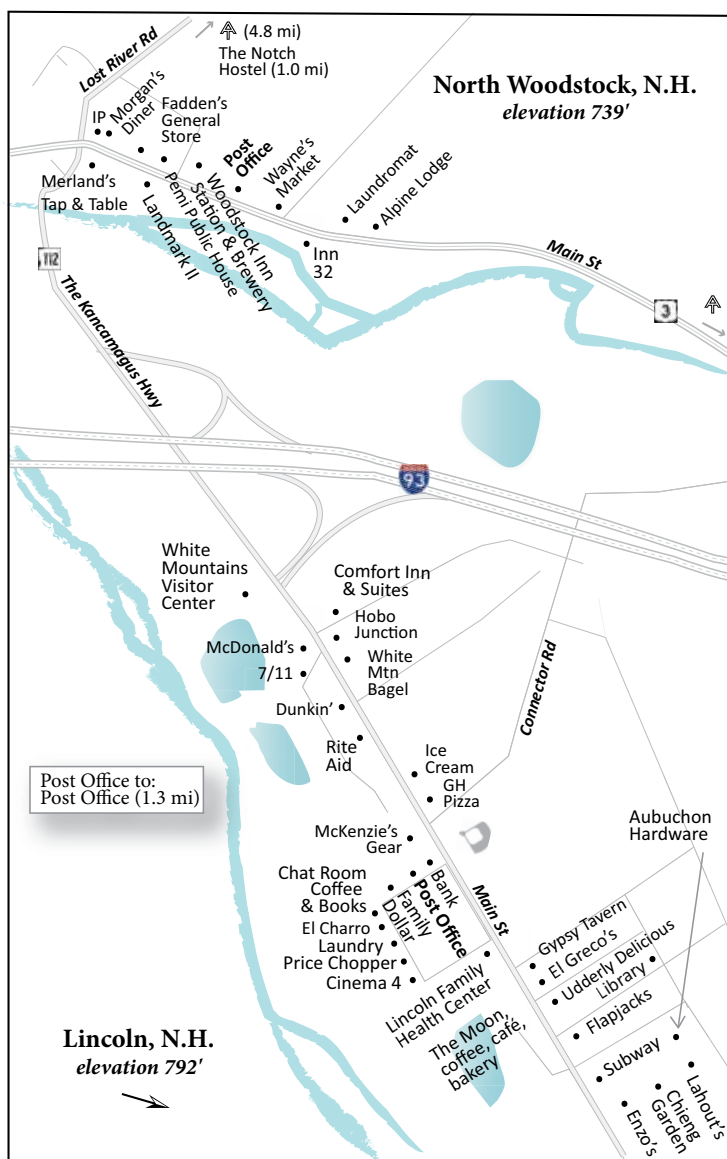 (4.8 mi)
The Notch
Hostel (1.0 mi)
Lost River Rd
North Woodstock, N.H.
elevation 739'
IP
Morgan's
Diner
Fadden's
General
Store
Post
Office
Wayne's
Market
Laundromat
Alpine Lodge
Merland's
Tap & Table
Landmark II
Pemi Public House
Woodstock Inn
Station & Brewery
Inn
32
Main St
112
3
The Kancamagus Hwy
93
White
Mountains
Visitor
Center
Comfort Inn
& Suites
Hobo
Junction
McDonald's
7/11
White
Mtn
Bagel
Connector Rd
Dunkin'
Rite
Aid
Ice
Cream
GH
Pizza
Post Office to:
Post Office (1.3 mi)
Aubuchon
Hardware
McKenzie's
Gear
Bank
Post Office
Family
Dollar
Main St
Chat Room
Coffee
& Books
El Charro
Laundry
Price Chopper
Cinema 4
Gypsy Tavern
El Greco's
Udderly Delicious
Library
Flapjacks
Lincoln Family
Health Center
The Moon,
coffee, café,
bakery
Subway
Lahout's
Chieng
Garden
Enzo's
Lincoln, N.H.
elevation 792'